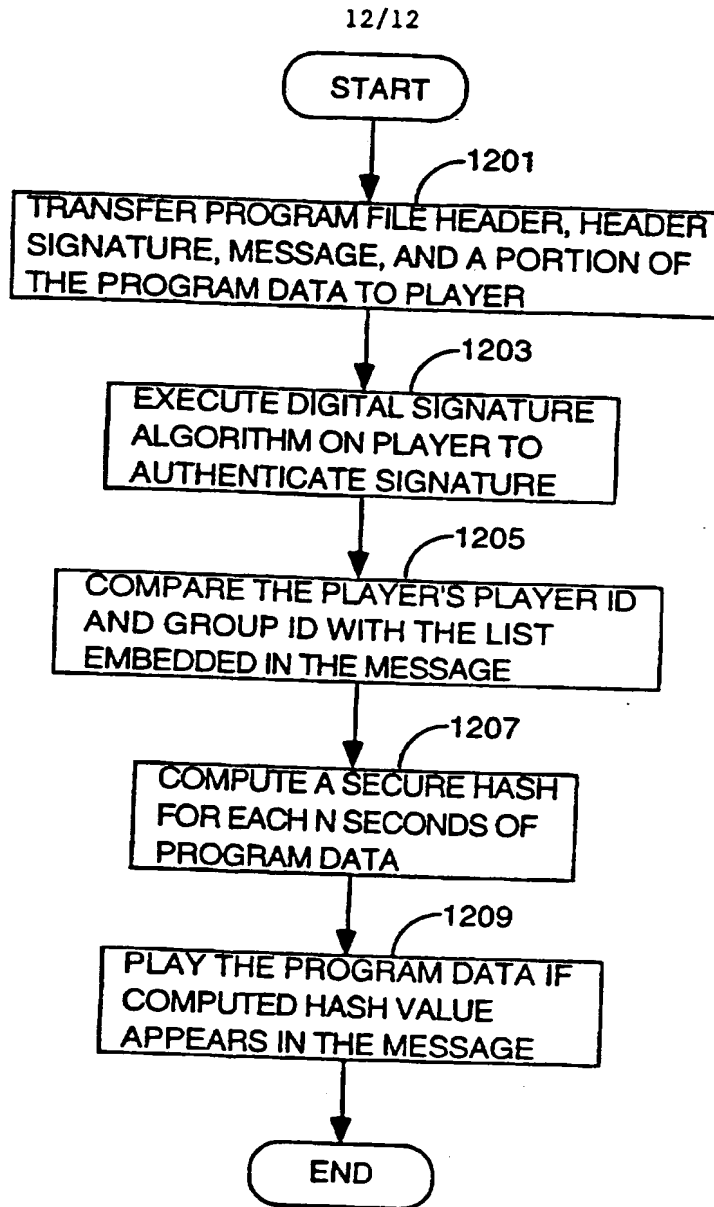 12/12
START
1201
TRANSFER PROGRAM FILE HEADER, HEADER
SIGNATURE, MESSAGE, AND A PORTION OF
THE PROGRAM DATA TO PLAYER
1203
EXECUTE DIGITAL SIGNATURE
ALGORITHM ON PLAYER TO
AUTHENTICATE SIGNATURE
1205
COMPARE THE PLAYER'S PLAYER ID
AND GROUP ID WITH THE LIST
EMBEDDED IN THE MESSAGE
1207
COMPUTE A SECURE HASH
FOR EACH N SECONDS OF
PROGRAM DATA
1209
PLAY THE PROGRAM DATA IF
COMPUTED HASH VALUE
APPEARS IN THE MESSAGE
END